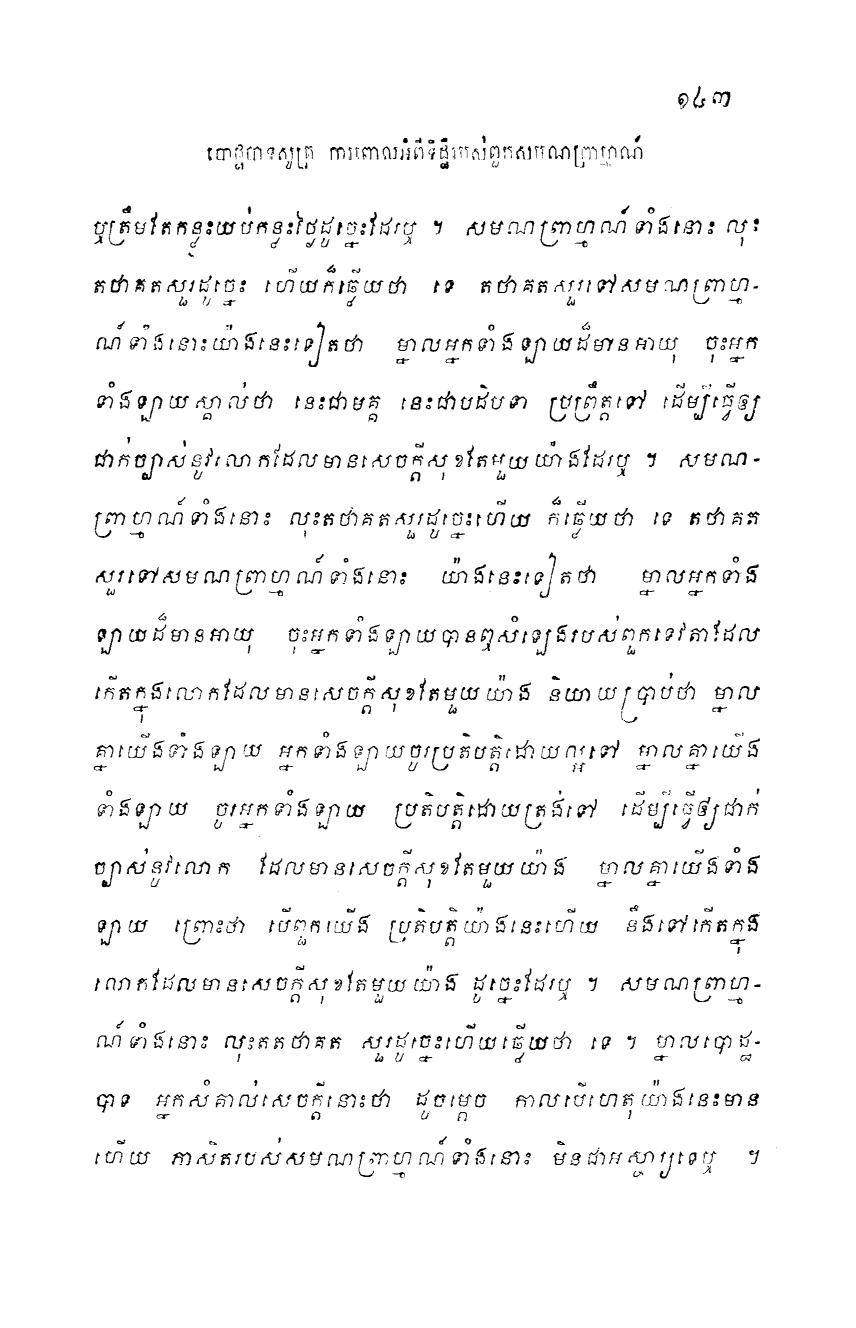 ១៤៣
បោដ្ឋបាទសូត្រ ការពោលអំពីទិដ្ឋិរបស់ពួកសមណព្រាហ្មណ៍
ឬត្រឹមតែកន្លះយប់កន្លះថ្ងៃដូច្នេះដែរឬ ។ សមណព្រាហ្មណ៍ទាំងនោះ លុះ
តថាគតសួរដូច្នេះ ហើយក៏ឆ្លើយថា ទេ តថាគតសួរទៅសមណព្រាហ្ម-
ណ៍ទាំងនោះយ៉ាងនេះទៀតថា ម្នាលអ្នកទាំងឡាយដ៏មានអាយុ ចុះអ្នក
ទាំងឡាយស្គាល់ថា នេះជាមគ្គ នេះជាបដិបទា ប្រព្រឹត្តទៅ ដើម្បីធ្វើឲ្យ
ជាក់ច្បាស់នូវលោកដែលមានសេចក្តីសុខតែមួយយ៉ាងដែរឬ ។ សមណ-
ព្រាហ្មណ៍ទាំងនោះ លុះតថាគតសួរដូច្នេះហើយ ក៏ឆ្លើយថា ទេ តថាគត
សួរទៅសមណព្រាហ្មណ៍ទាំងនោះ យ៉ាងនេះទៀតថា ម្នាលអ្នកទាំង
ឡាយដ៏មានអាយុ ចុះអ្នកទាំងឡាយបានឮសំឡេងរបស់ពួកទេវតាដែល
កើតក្នុងលោកដែលមានសេចក្តីសុខតែមួយយ៉ាង និយាយប្រាប់ថា ម្នាល
គ្នាយើងទាំងឡាយ អ្នកទាំងឡាយចូរប្រតិបត្តិដោយល្អទៅ ម្នាលគ្នាយើង
ទាំងឡាយ ចូរអ្នកទាំងឡាយ ប្រតិបត្តិដោយត្រង់ទៅ ដើម្បីធ្វើឲ្យជាក់
ច្បាស់នូវលោក ដែលមានសេចក្តីសុខតែមួយយ៉ាង ម្នាលគ្នាយើងទាំង
ឡាយ ព្រោះថា បើពួកយើង ប្រតិបត្តិយ៉ាងនេះហើយ នឹងទៅកើតក្នុង
លោកដែលមានសេចក្តីសុខតែមួយយ៉ាង ដូច្នេះដែរឬ ។ សមណព្រាហ្ម-
ណ៍ទាំងនោះ លុះតតថាគត សួរដូច្នេះហើយឆ្លើយថា ទេ ។ ម្នាលបោដ្ឋ-
បាទ អ្នកសំគាល់សេចក្តីនោះថា ដូចម្តេច កាលបើហេតុយ៉ាងនេះមាន
ហើយ ភាសិតរបស់សមណព្រាហ្មណ៍ទាំងនោះ មិនជាអស្ចារ្យទេឬ ។